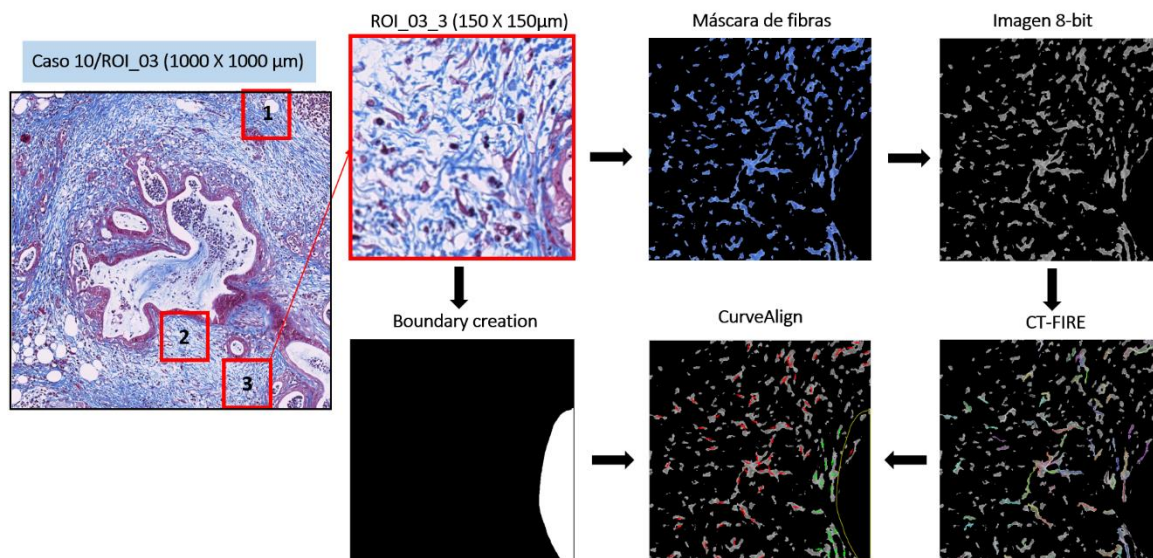 Caso 10/ROI_03 (1000 X 1000 µm)
1
2
3
ROI_03_3 (150 X 150µm)
Máscara de fibras
Imagen 8-bit
Boundary creation
CurveAlign
CT-FIRE